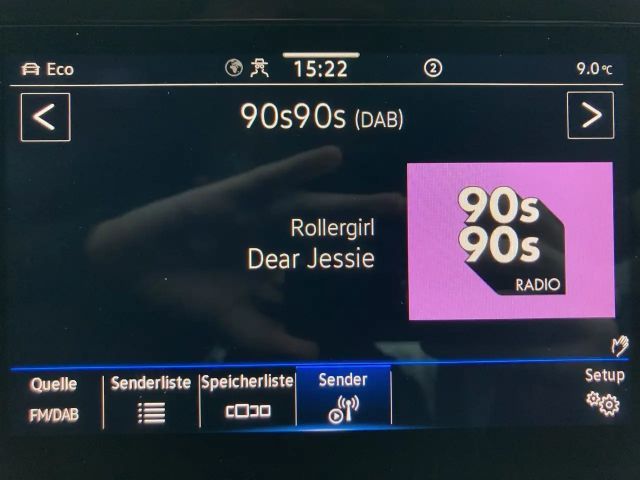 Eco 15:22 2 9.0°C
90s90s (DAB)
Rollergirl
Dear Jessie
90s
90s
RADIO
Quelle Senderliste Speicherliste Sender Setup
FM/DAB